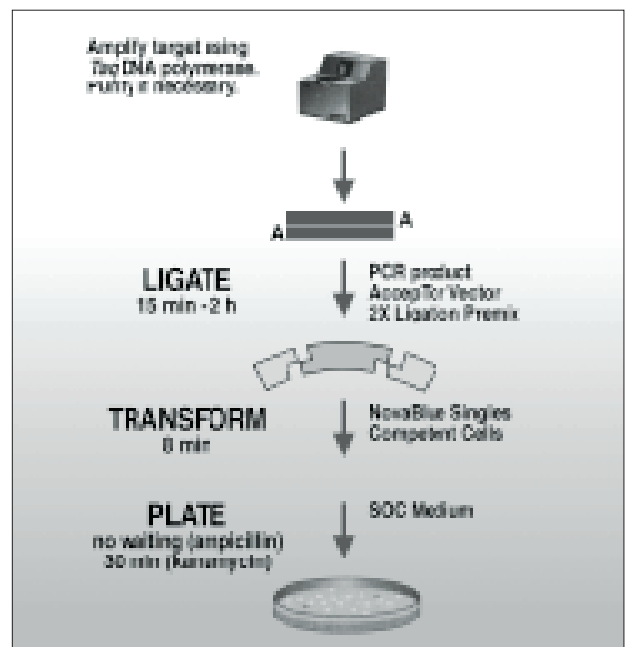 Amplify target using
Taq DNA polymerase.
Purify if necessary.
A
A
LIGATE
15 min -2 h
PCR product
AccepTor Vector
2X Ligation Premix
TRANSFORM
NovaBlue Singles
Competent Cells
min
PLATE
no waiting (ampicillin)
30 min (kanamycin)
SOC Medium